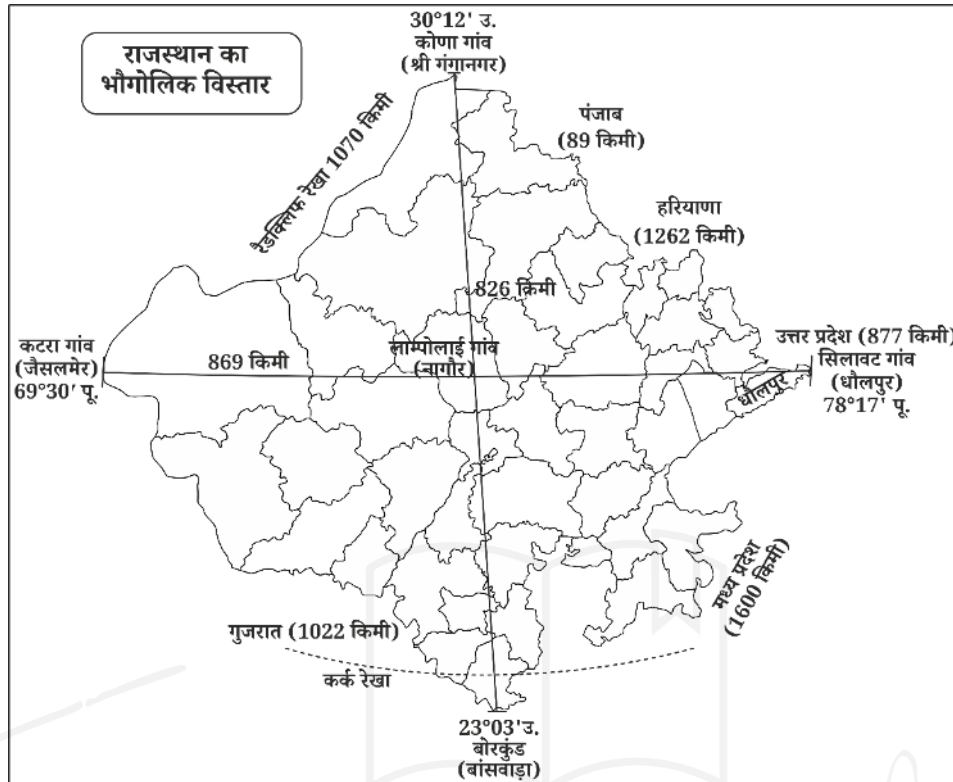 राजस्थान का
भौगोलिक विस्तार
30°12' उ.
कोणा गांव
(श्री गंगानगर)
रैडक्लिफ रेखा 1070 किमी
पंजाब
(89 किमी)
हरियाणा
(1262 किमी)
826 किमी
कटरा गांव
(जैसलमेर)
69°30' पू.
869 किमी
लाम्पोलाई गांव
(नागौर)
उत्तर प्रदेश (877 किमी)
सिलावट गांव
(धौलपुर)
78°17' पू.
धौलपुर
मध्य प्रदेश
(1600 किमी)
गुजरात (1022 किमी)
कर्क रेखा
23°03'उ.
बोरकुंड
(बांसवाड़ा)